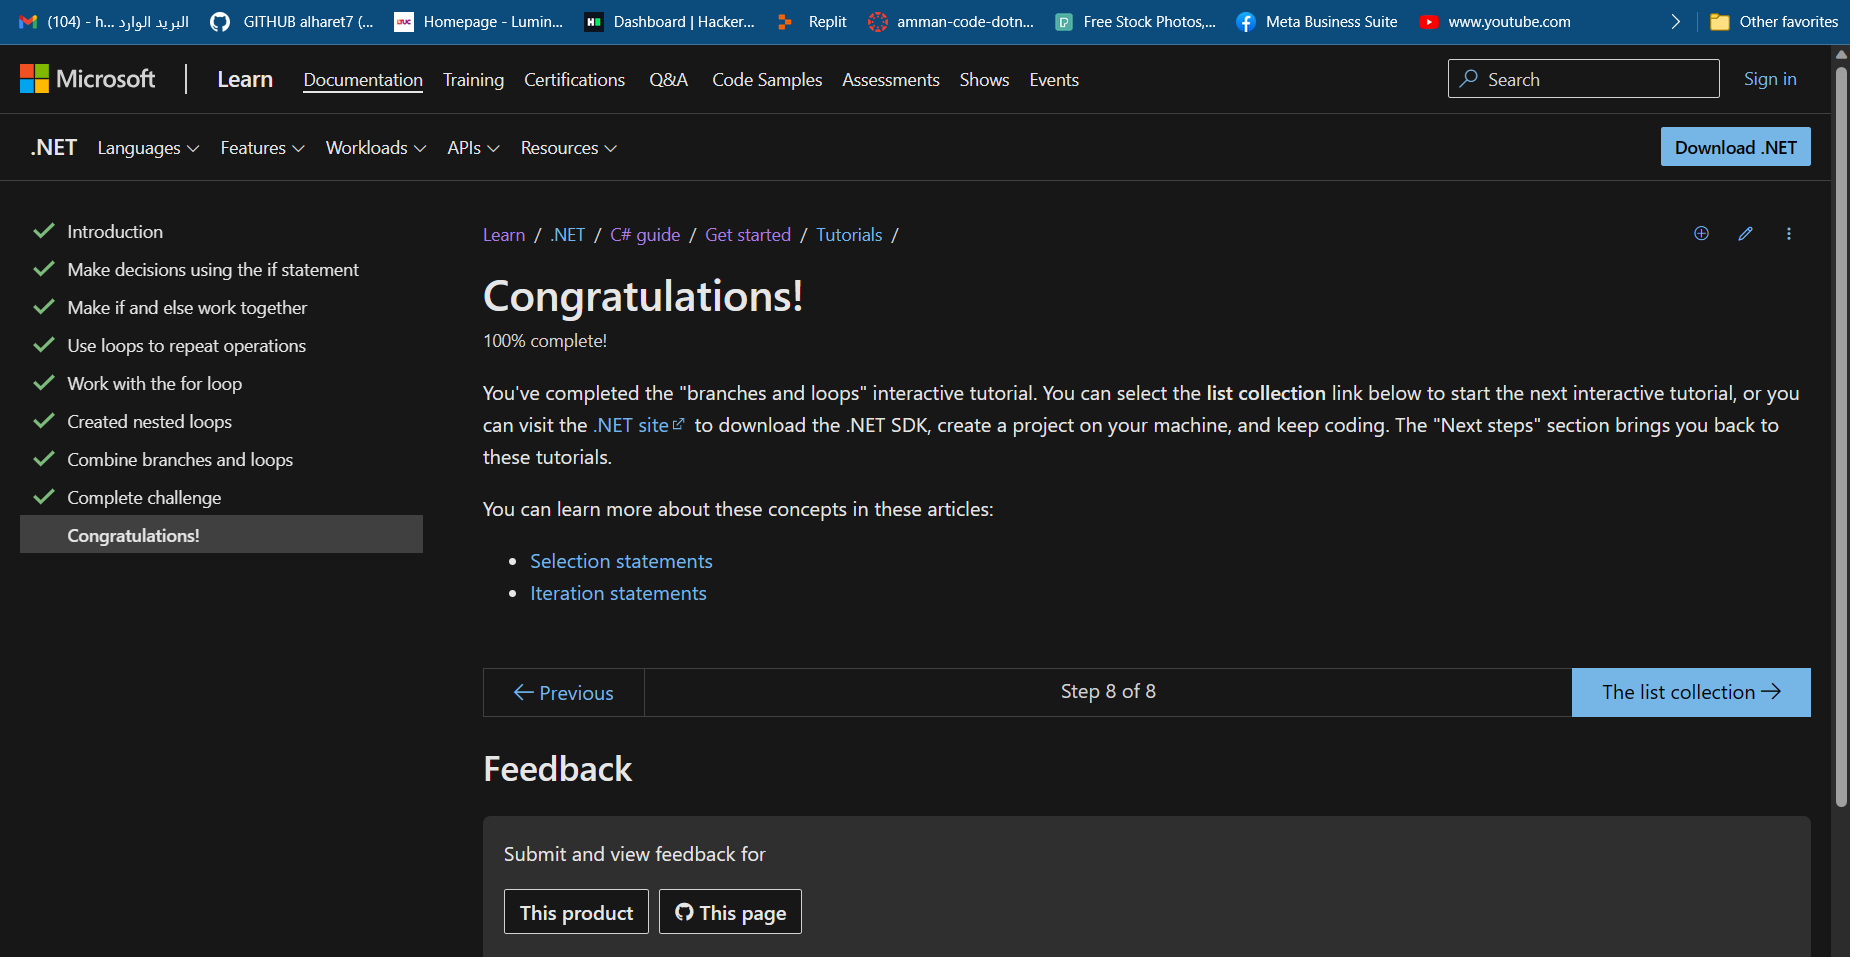 (104) - h... البريد الوارد
GITHUB alharet7 (...
LTUC
Homepage - Lumin...
Dashboard | Hacker...
Replit
amman-code-dotn...
Free Stock Photos,...
Meta Business Suite
www.youtube.com
Other favorites
Microsoft
Learn
Documentation
Training
Certifications
Q&A
Code Samples
Assessments
Shows
Events
Search
Sign in
.NET
Languages
Features
Workloads
APIs
Resources
Download .NET
Introduction
Make decisions using the if statement
Make if and else work together
Use loops to repeat operations
Work with the for loop
Created nested loops
Combine branches and loops
Complete challenge
Congratulations!
Learn / .NET / C# guide / Get started / Tutorials /
Congratulations!
100% complete!
You've completed the "branches and loops" interactive tutorial. You can select the list collection link below to start the next interactive tutorial, or you
can visit the .NET site to download the .NET SDK, create a project on your machine, and keep coding. The "Next steps" section brings you back to
these tutorials.
You can learn more about these concepts in these articles:
• Selection statements
• Iteration statements
← Previous
Step 8 of 8
The list collection →
Feedback
Submit and view feedback for
This product
This page